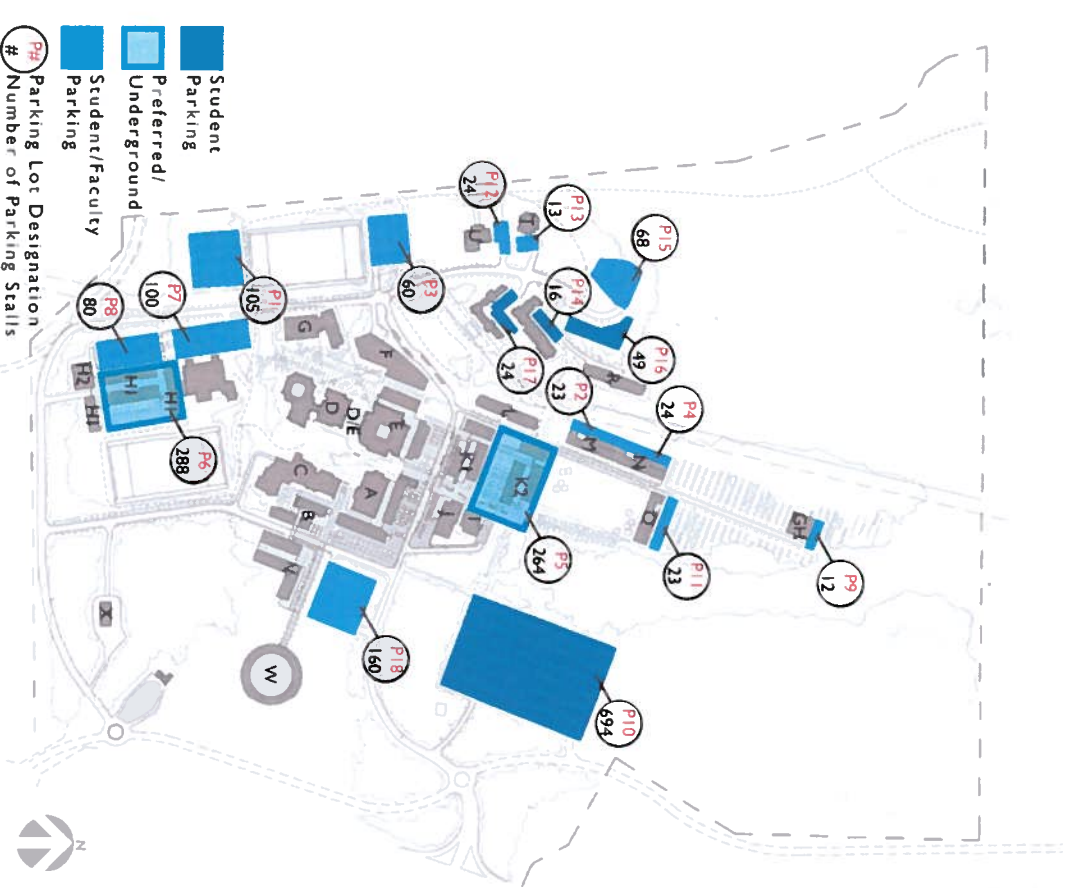 Student
Parking
Preferred/
Underground
Student/Faculty
Parking
P#
#
Parking Lot Designation
Number of Parking Stalls
P12
24
P13
13
P15
68
P3
60
P14
16
P16
49
P17
24
P2
23
P4
24
P1
105
P7
100
P8
80
P6
288
P5
264
P11
23
P9
12
P18
160
P10
694
T
U
G
F
R
L
M
N
O
GH
H2
H1
H1
H1
D
D/E
E
K1
K2
J
I
C
A
B
V
X
Y
W
N